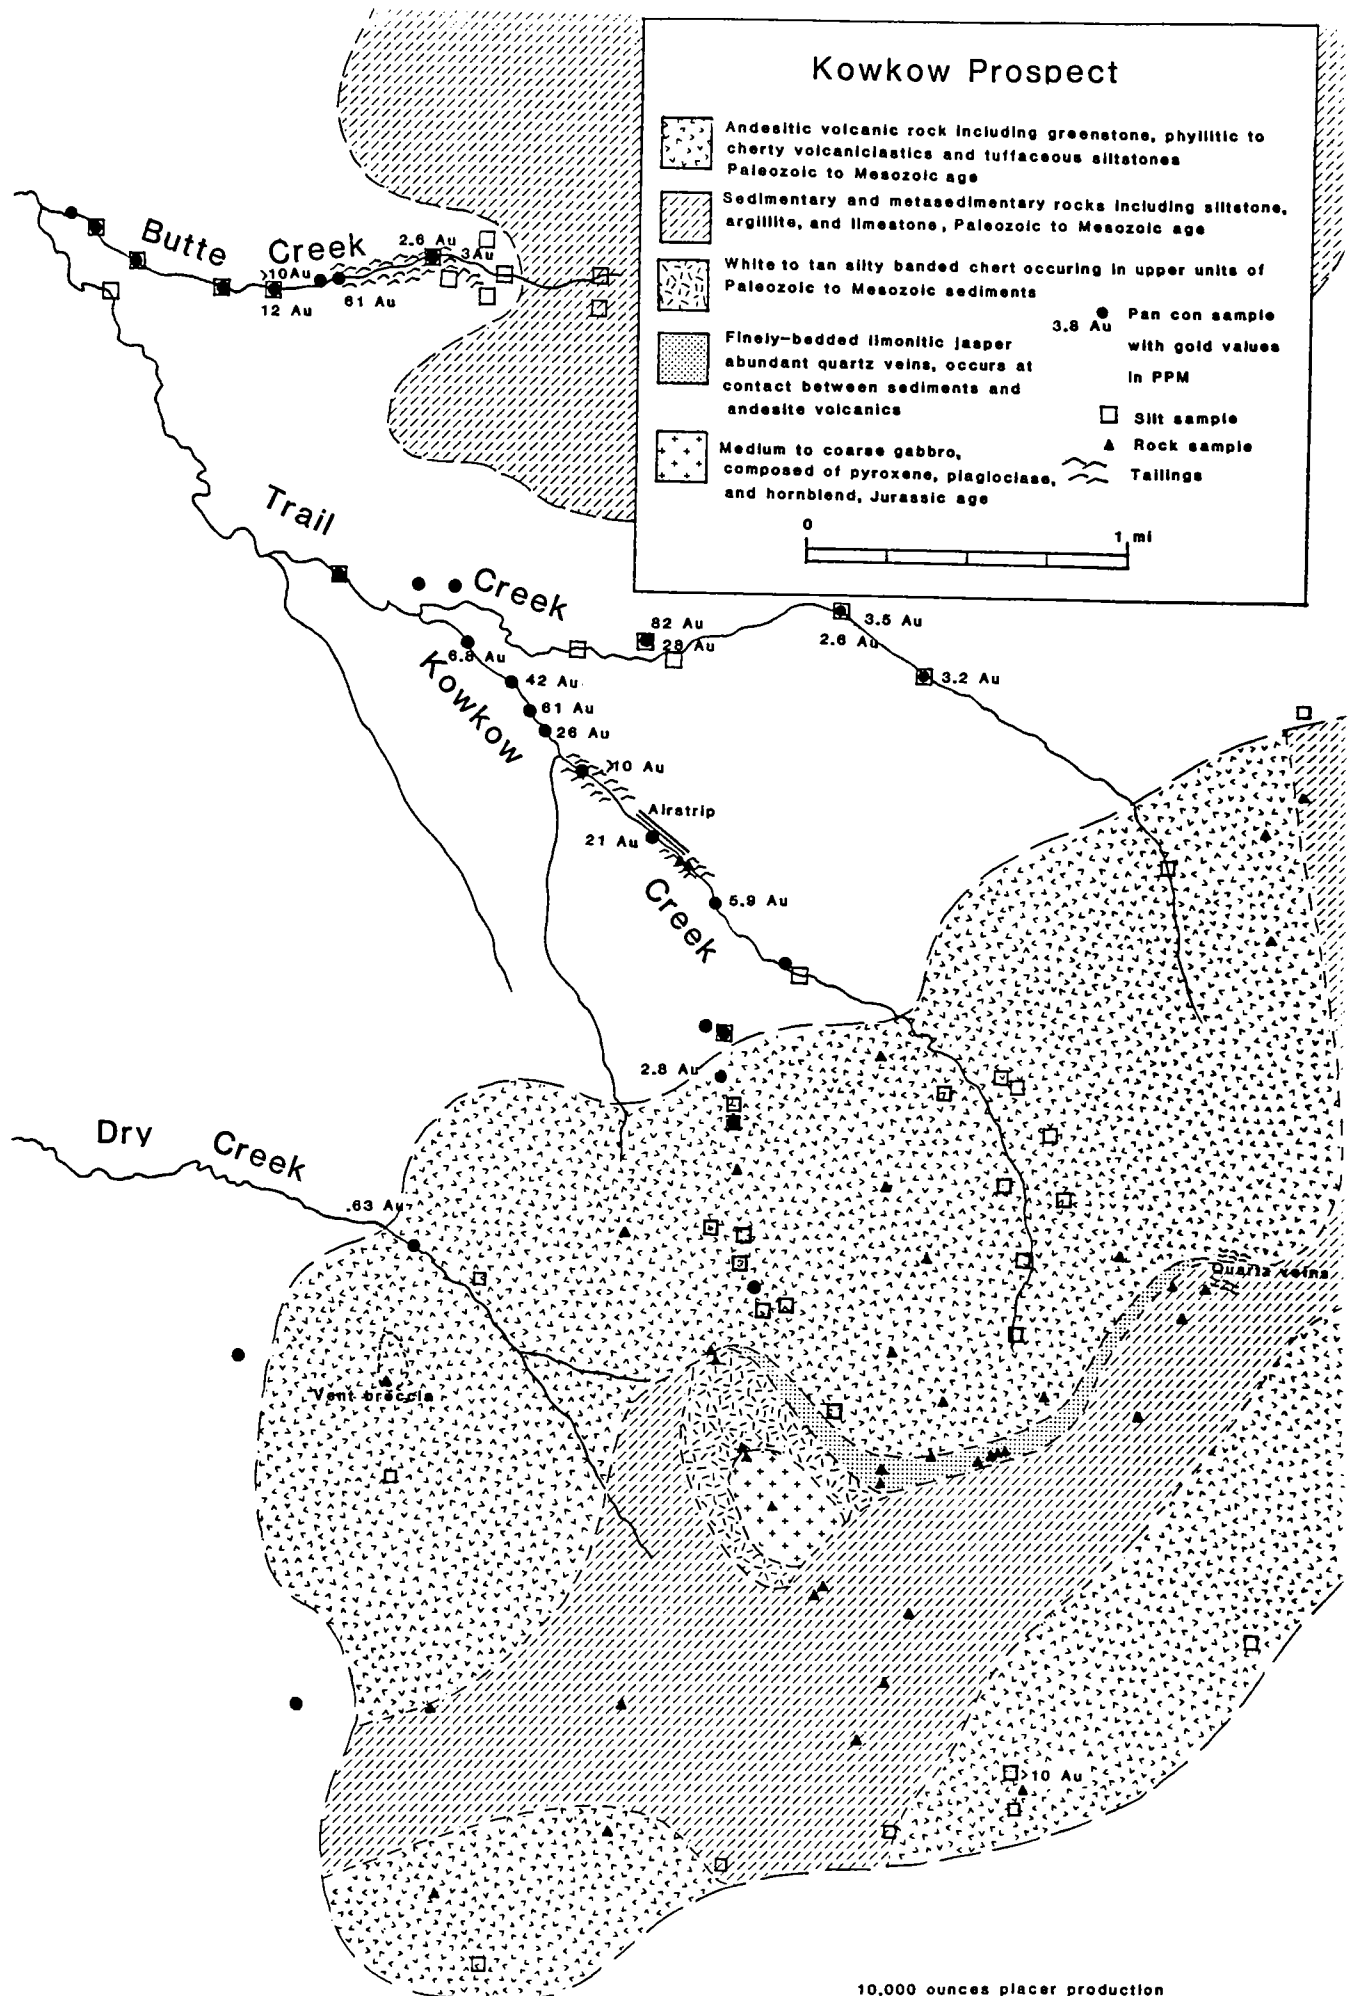 Kowkow Prospect
Andesitic volcanic rock including greenstone, phyllitic to
cherty volcaniclastics and tuffaceous siltstones
Paleozoic to Mesozoic age
Sedimentary and metasedimentary rocks including siltstone,
argillite, and limestone, Paleozoic to Mesozoic age
White to tan silty banded chert occuring in upper units of
Paleozoic to Mesozoic sediments
Finely-bedded limonitic jasper
abundant quartz veins, occurs at
contact between sediments and
andesite volcanics
Medium to coarse gabbro,
composed of pyroxene, plagioclase,
and hornblend, Jurassic age
3.8 Au
Pan con sample
with gold values
in PPM
Silt sample
Rock sample
Tailings
0
1 mi
Butte
Creek
2.6 Au
3Au
>10Au
61 Au
12 Au
Trail
Creek
82 Au
28 Au
3.5 Au
2.6 Au
3.2 Au
6.8 Au
Kowkow
42 Au
61 Au
26 Au
>10 Au
Airstrip
21 Au
Creek
5.9 Au
2.8 Au
Dry
Creek
.63 Au
Quartz veins
Vent breccia
>10 Au
10,000 ounces placer production